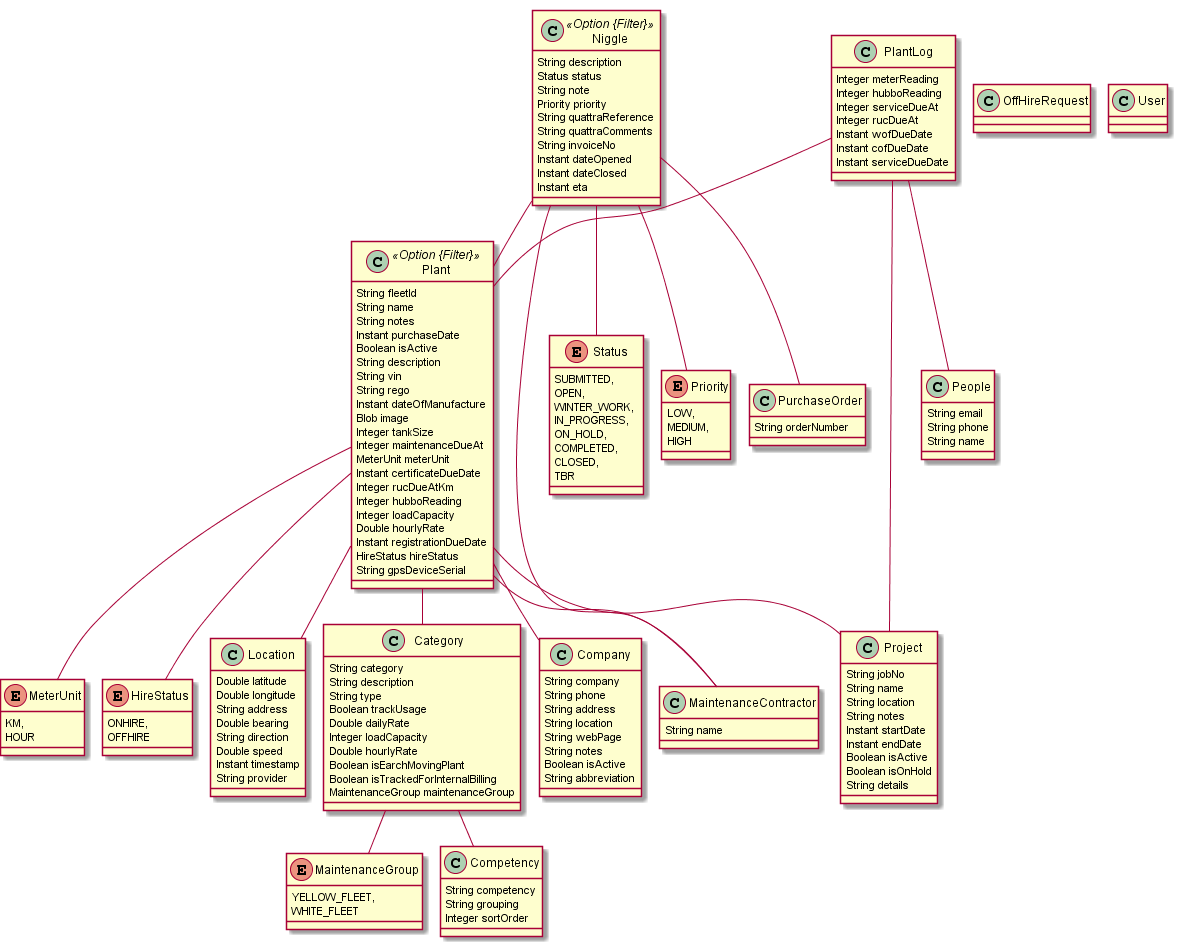 C «Option {Filter}»
Niggle
String description
Status status
String note
Priority priority
String quattraReference
String quattraComments
String invoiceNo
Instant dateOpened
Instant dateClosed
Instant eta
C PlantLog
Integer meterReading
Integer hubboReading
Integer serviceDueAt
Integer rucDueAt
Instant wofDueDate
Instant cofDueDate
Instant serviceDueDate
C OffHireRequest
C User
C «Option {Filter}»
Plant
String fleetId
String name
String notes
Instant purchaseDate
Boolean isActive
String description
String vin
String rego
Instant dateOfManufacture
Blob image
Integer tankSize
Integer maintenanceDueAt
MeterUnit meterUnit
Instant certificateDueDate
Integer rucDueAtKm
Integer hubboReading
Integer loadCapacity
Double hourlyRate
Instant registrationDueDate
HireStatus hireStatus
String gpsDeviceSerial
E Status
SUBMITTED,
OPEN,
WINTER_WORK,
IN_PROGRESS,
ON_HOLD,
COMPLETED,
CLOSED,
TBR
E Priority
LOW,
MEDIUM,
HIGH
C PurchaseOrder
String orderNumber
C People
String email
String phone
String name
E MeterUnit
KM,
HOUR
E HireStatus
ONHIRE,
OFFHIRE
C Location
Double latitude
Double longitude
String address
Double bearing
String direction
Double speed
Instant timestamp
String provider
C Category
String category
String description
String type
Boolean trackUsage
Double dailyRate
Integer loadCapacity
Double hourlyRate
Boolean isEarchMovingPlant
Boolean isTrackedForInternalBilling
MaintenanceGroup maintenanceGroup
C Company
String company
String phone
String address
String location
String webPage
String notes
Boolean isActive
String abbreviation
C MaintenanceContractor
String name
C Project
String jobNo
String name
String location
String notes
Instant startDate
Instant endDate
Boolean isActive
Boolean isOnHold
String details
E MaintenanceGroup
YELLOW_FLEET,
WHITE_FLEET
C Competency
String competency
String grouping
Integer sortOrder